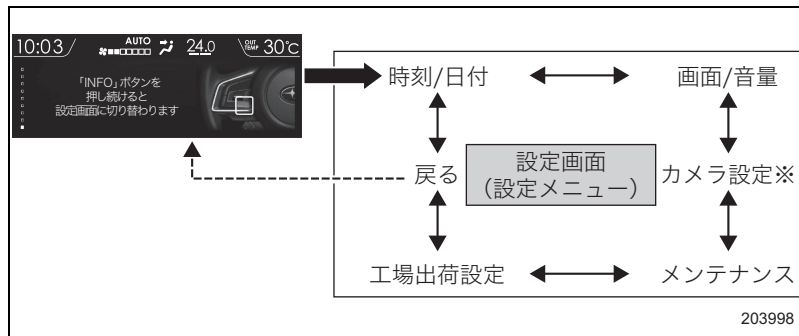 10:03
AUTO
24.0
OUT
TEMP
30℃
「INFO」ボタンを
押し続けると
設定画面に切り替わります
時刻/日付
画面/音量
戻る
設定画面
（設定メニュー）
カメラ設定※
工場出荷設定
メンテナンス
203998